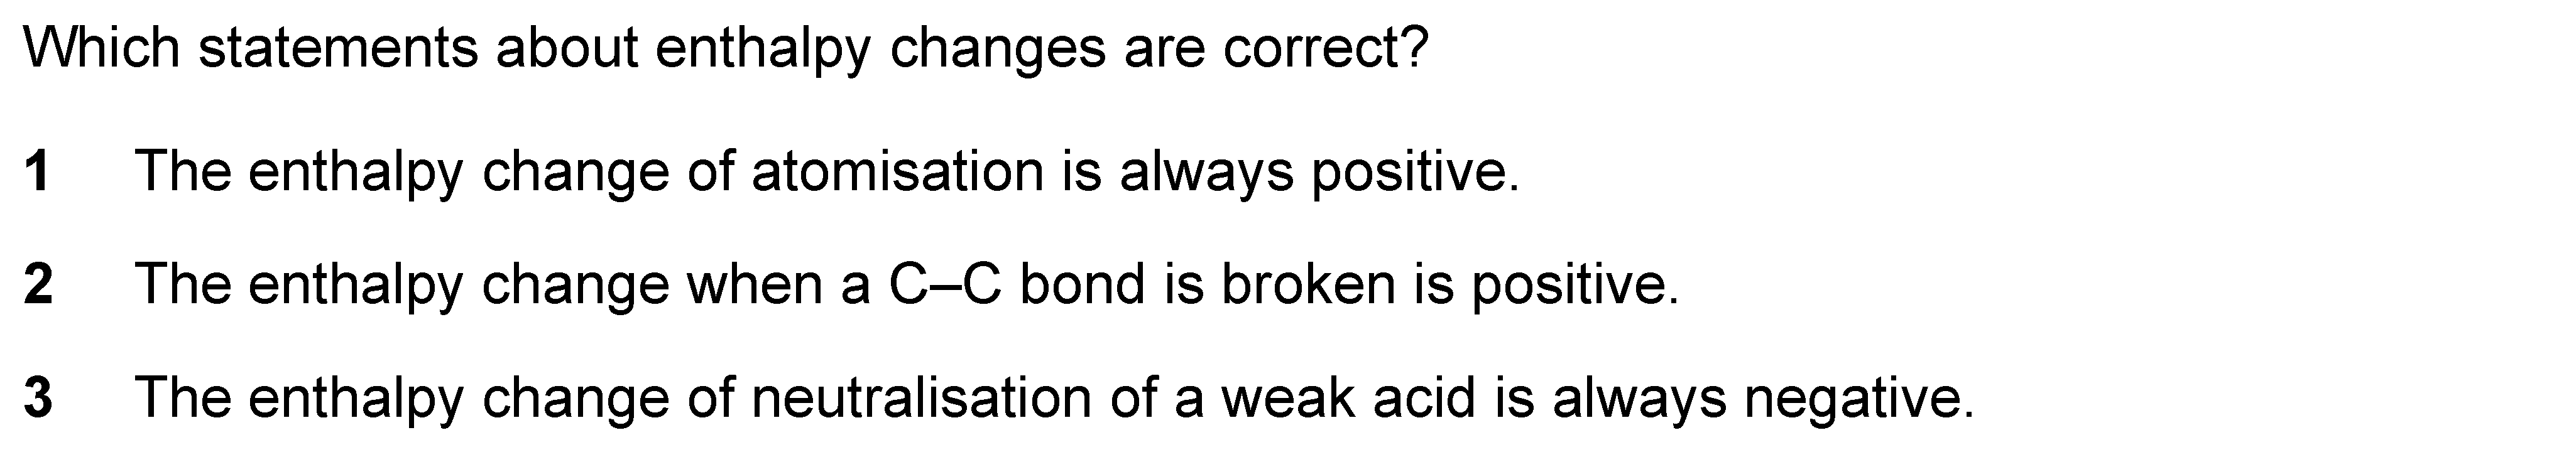 Which statements about enthalpy changes are correct?
1 The enthalpy change of atomisation is always positive.
2 The enthalpy change when a C–C bond is broken is positive.
3 The enthalpy change of neutralisation of a weak acid is always negative.